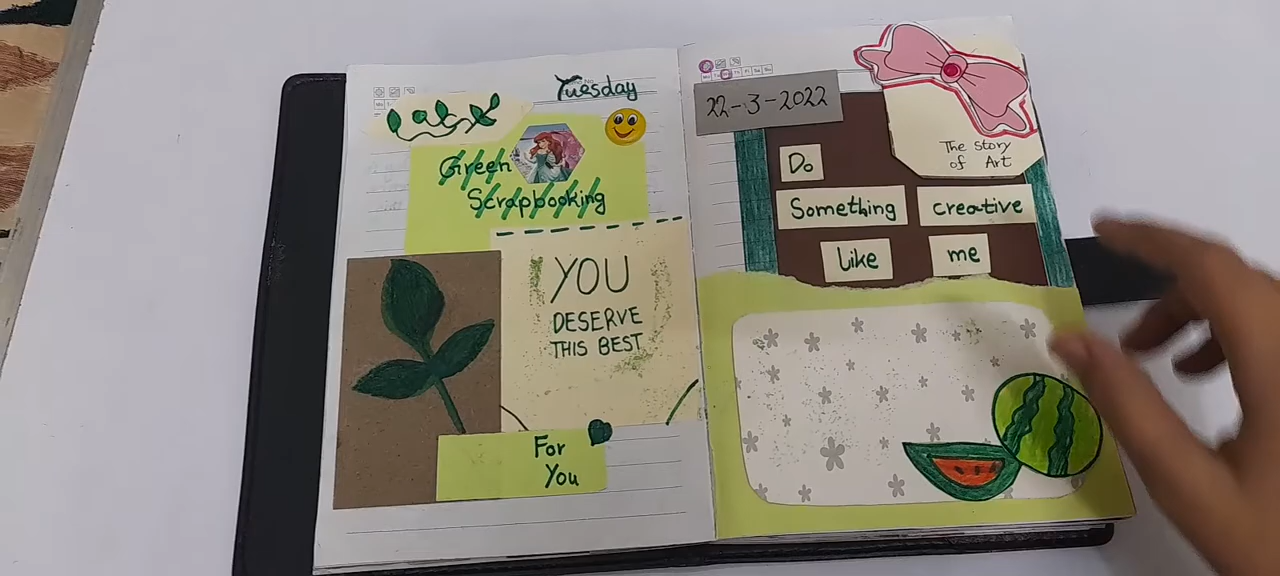 Tuesday
Green
Scrapbooking
YOU
DESERVE
THIS BEST
For
You
22-3-2022
The story
of Art
Do
Something creative
like me